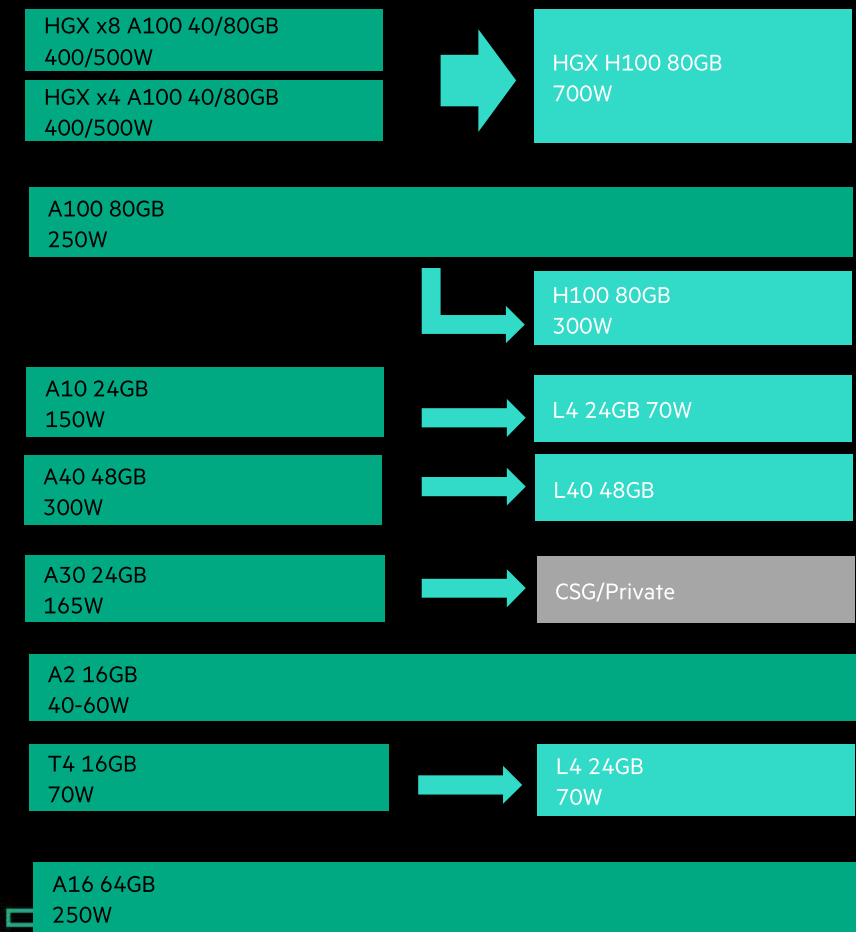 HGX x8 A100 40/80GB
400/500W
HGX x4 A100 40/80GB
400/500W
HGX H100 80GB
700W
A100 80GB
250W
H100 80GB
300W
A10 24GB
150W
L4 24GB 70W
A40 48GB
300W
L40 48GB
A30 24GB
165W
CSG/Private
A2 16GB
40-60W
T4 16GB
70W
L4 24GB
70W
A16 64GB
250W